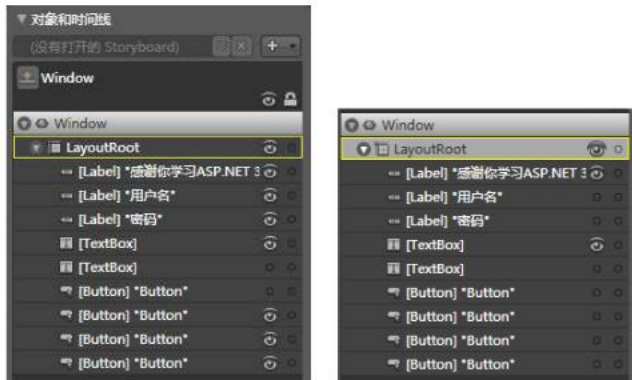 对象和时间线
(没有打开的 Storyboard)
Window
Window
LayoutRoot
[Label] "感谢你学习ASP.NET 3
[Label] "用户名"
[Label] "密码"
[TextBox]
[TextBox]
[Button] "Button"
[Button] "Button"
[Button] "Button"
[Button] "Button"
Window
LayoutRoot
[Label] "感谢你学习ASP.NET 3
[Label] "用户名"
[Label] "密码"
[TextBox]
[TextBox]
[Button] "Button"
[Button] "Button"
[Button] "Button"
[Button] "Button"